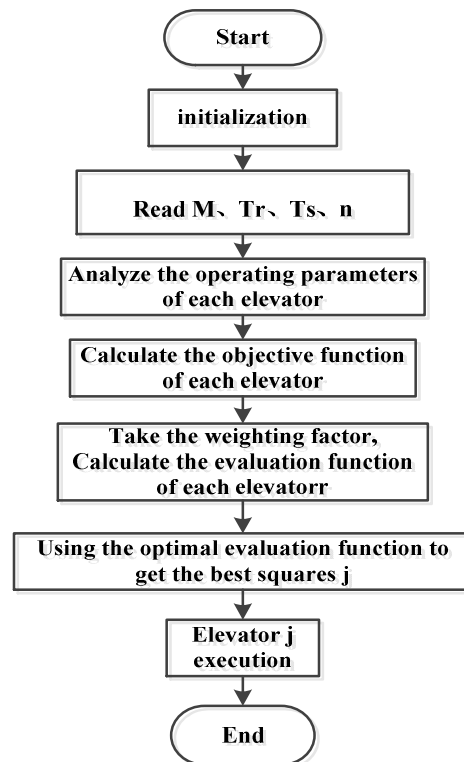 Start
initialization
Read M、Tr、Ts、n
Analyze the operating parameters
of each elevator
Calculate the objective function
of each elevator
Take the weighting factor,
Calculate the evaluation function
of each elevatorr
Using the optimal evaluation function to
get the best squares j
Elevator j
execution
End